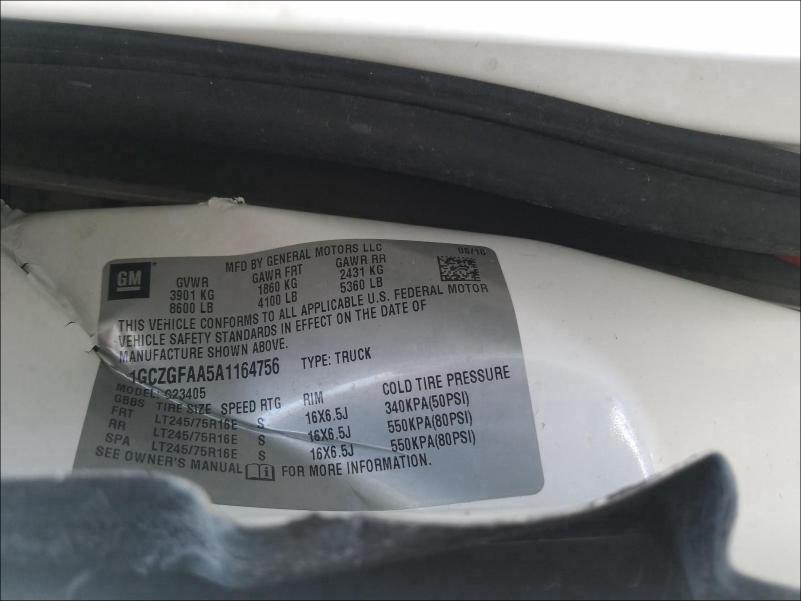 MFD BY GENERAL MOTORS LLC 06/10
GM
GVWR GAWR FRT GAWR RR
3901 KG 1860 KG 2431 KG
8600 LB 4100 LB 5360 LB
THIS VEHICLE CONFORMS TO ALL APPLICABLE U.S. FEDERAL MOTOR
VEHICLE SAFETY STANDARDS IN EFFECT ON THE DATE OF
MANUFACTURE SHOWN ABOVE.
1GCZGFAA5A1164756 TYPE: TRUCK
MODEL: G23405
GBBS TIRE SIZE SPEED RTG RIM COLD TIRE PRESSURE
FRT LT245/75R16E S 16X6.5J 340KPA(50PSI)
RR LT245/75R16E S 16X6.5J 550KPA(80PSI)
SPA LT245/75R16E S 16X6.5J 550KPA(80PSI)
SEE OWNER'S MANUAL FOR MORE INFORMATION.